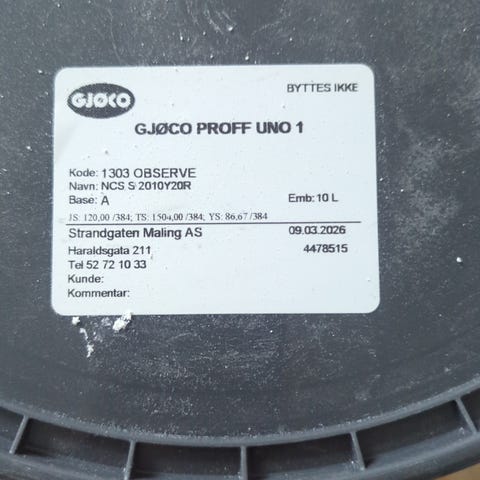 GJØCO
BYTTES IKKE
GJØCO PROFF UNO 1
Kode: 1303 OBSERVE
Navn: NCS S 2010Y20R
Base: A
Emb: 10 L
JS: 120,00 /384; TS: 1504,00 /384; YS: 86,67 /384
Strandgaten Maling AS
09.03.2026
Haraldsgata 211
4478515
Tel 52 72 10 33
Kunde:
Kommentar: